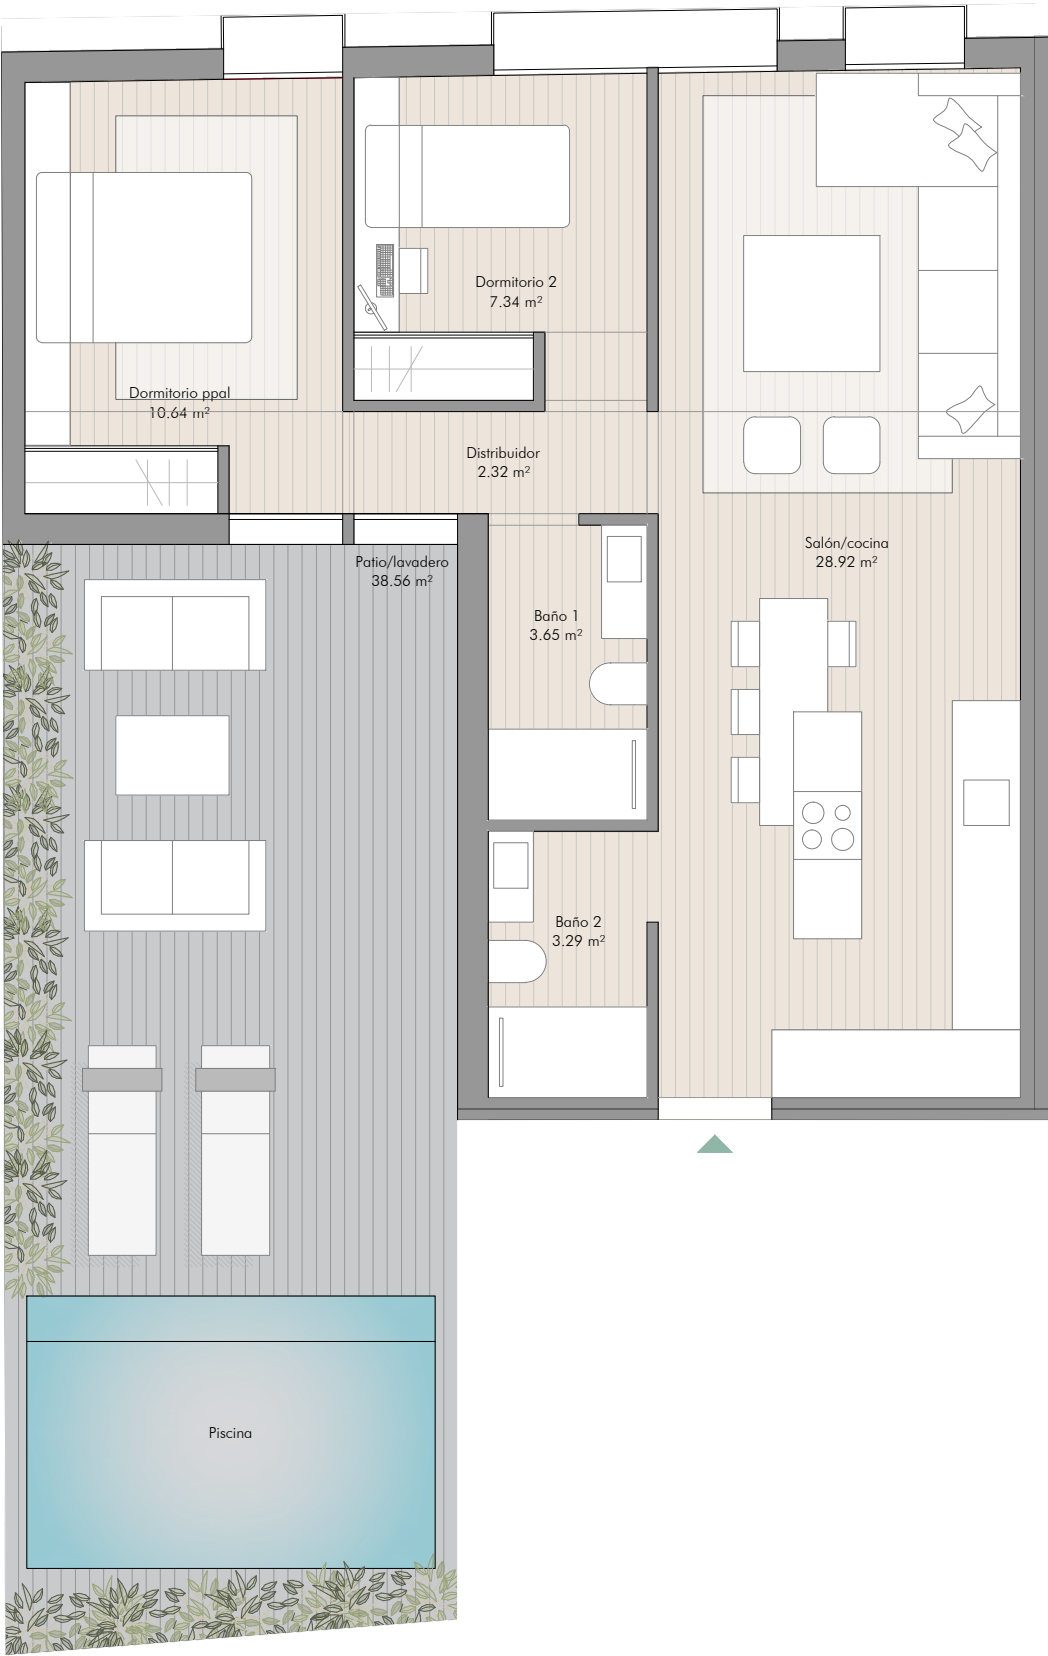 Dormitorio 2
7.34 m²
Dormitorio ppal
10.64 m²
Distribuidor
2.32 m²
Salón/cocina
28.92 m²
Patio/lavadero
38.56 m²
Baño 1
3.65 m²
Baño 2
3.29 m²
Piscina